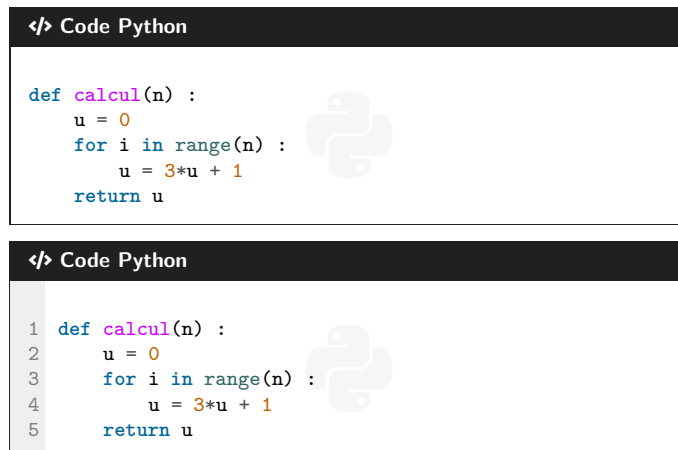 </> Code Python
def calcul(n) :
    u = 0
    for i in range(n) :
        u = 3*u + 1
    return u
</> Code Python
1 def calcul(n) :
2     u = 0
3     for i in range(n) :
4         u = 3*u + 1
5     return u